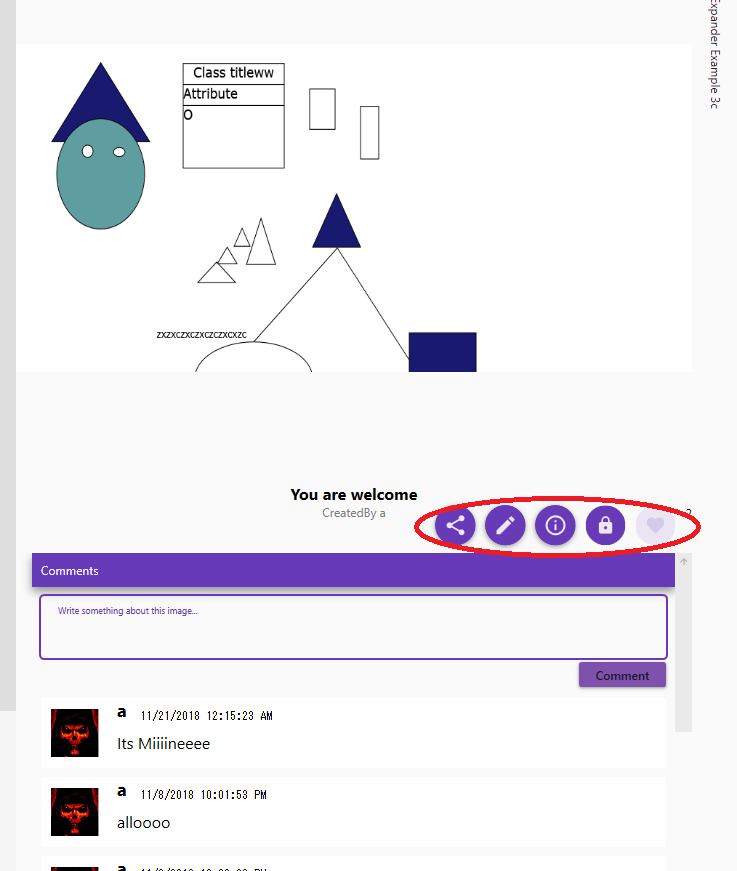 Expander Example 3c
Class titleww
Attribute
O
ZXZXCZXCZXCZCZXCXZC
You are welcome
CreatedBy a
2
Comments
Write something about this image...
Comment
a 11/21/2018 12:15:23 AM
Its Miiiineeee
a 11/8/2018 10:01:53 PM
alloooo
a